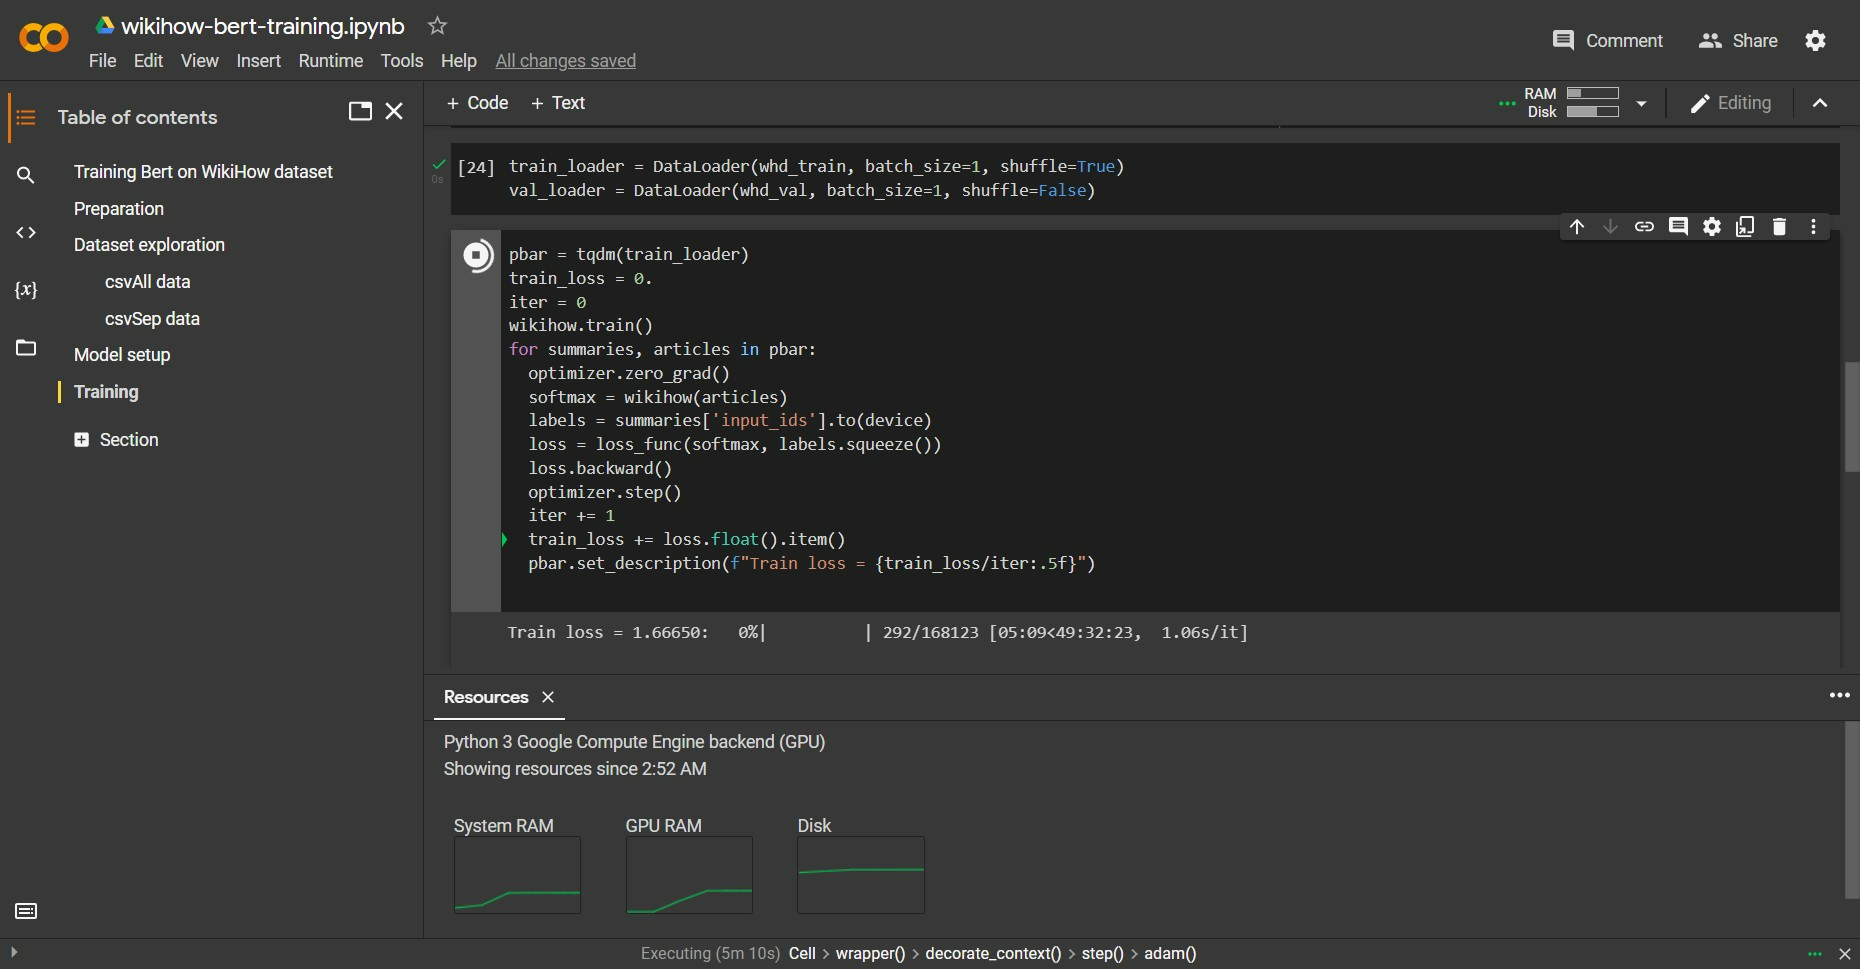 wikihow-bert-training.ipynb
File Edit View Insert Runtime Tools Help All changes saved
Comment Share
Table of contents
Training Bert on WikiHow dataset
Preparation
Dataset exploration
csvAll data
csvSep data
Model setup
Training
Section
{x}
+ Code + Text
RAM
Disk
Editing
0s
[24] train_loader = DataLoader(whd_train, batch_size=1, shuffle=True)
val_loader = DataLoader(whd_val, batch_size=1, shuffle=False)
pbar = tqdm(train_loader)
train_loss = 0.
iter = 0
wikihow.train()
for summaries, articles in pbar:
optimizer.zero_grad()
softmax = wikihow(articles)
labels = summaries['input_ids'].to(device)
loss = loss_func(softmax, labels.squeeze())
loss.backward()
optimizer.step()
iter += 1
train_loss += loss.float().item()
pbar.set_description(f"Train loss = {train_loss/iter:.5f}")
Train loss = 1.66650: 0%| | 292/168123 [05:09<49:32:23, 1.06s/it]
Resources
Python 3 Google Compute Engine backend (GPU)
Showing resources since 2:52 AM
System RAM GPU RAM Disk
Executing (5m 10s) Cell > wrapper() > decorate_context() > step() > adam()